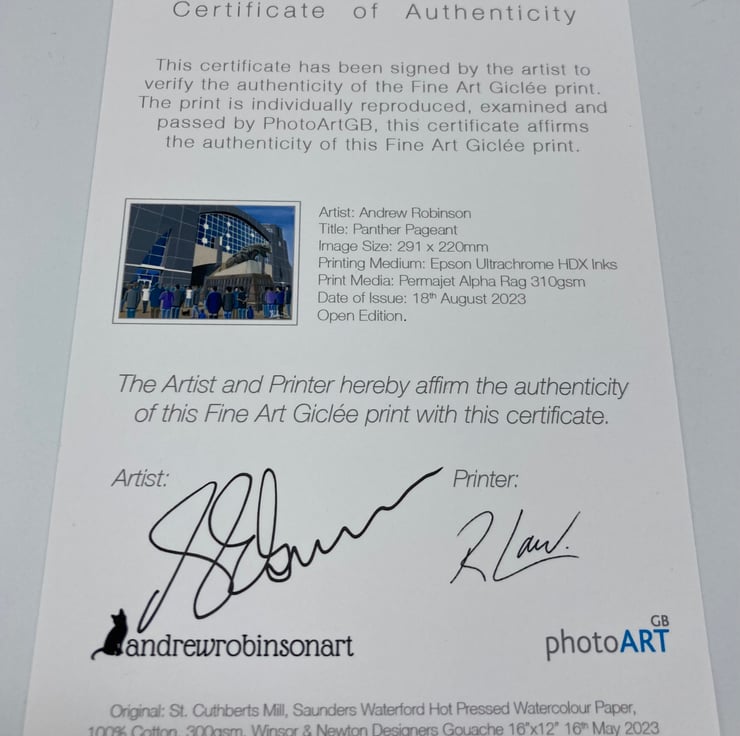 Certificate of Authenticity
This certificate has been signed by the artist to
verify the authenticity of the Fine Art Giclée print.
The print is individually reproduced, examined and
passed by PhotoArtGB, this certificate affirms
the authenticity of this Fine Art Giclée print.
Artist: Andrew Robinson
Title: Panther Pageant
Image Size: 291 x 220mm
Printing Medium: Epson Ultrachrome HDX Inks
Print Media: Permajet Alpha Rag 310gsm
Date of Issue: 18th August 2023
Open Edition.
The Artist and Printer hereby affirm the authenticity
of this Fine Art Giclée print with this certificate.
Artist:
Printer:
R Law.
andrewrobinsonart
photoART GB
Original: St. Cuthberts Mill, Saunders Waterford Hot Pressed Watercolour Paper,
100% Cotton, 300gsm, Winsor & Newton Designers Gouache 16"x12" 16th May 2023